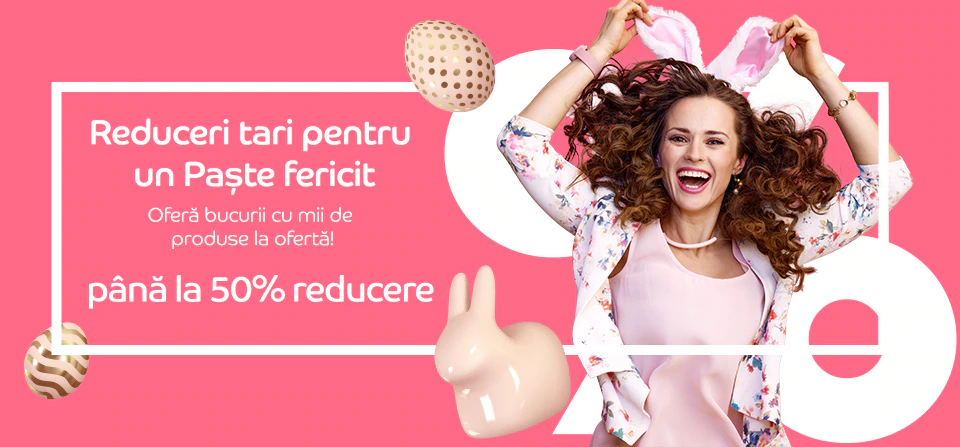 Reduceri tari pentru
un Paște fericit
Oferă bucurii cu mii de
produse la ofertă!
până la 50% reducere
%